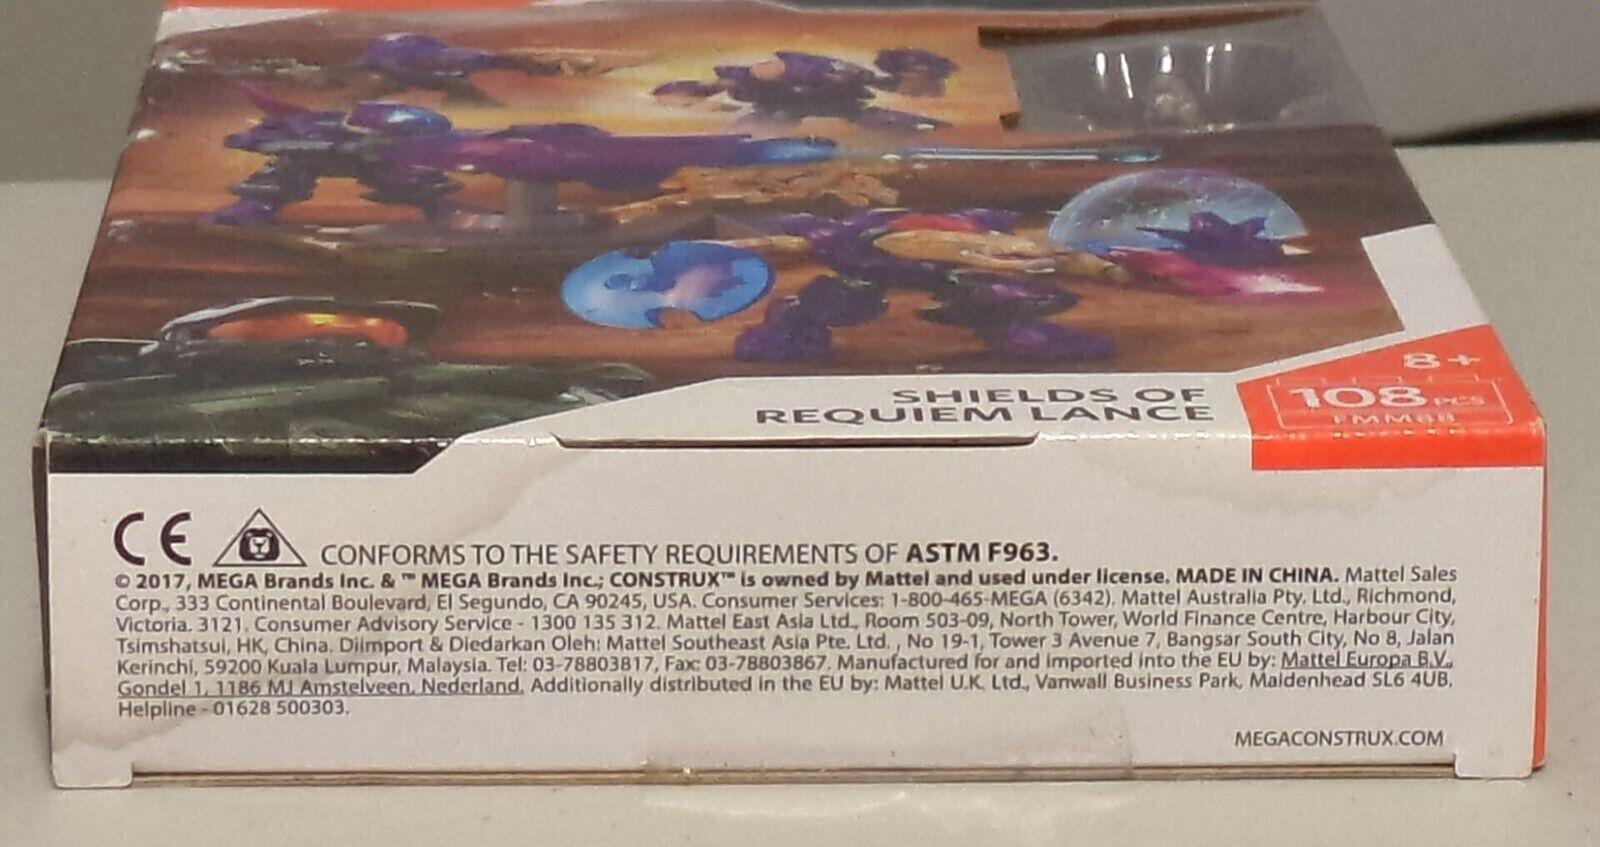 8+
SHIELDS OF
REQUIEM LANCE
108 PCS
FMM88
CE
CONFORMS TO THE SAFETY REQUIREMENTS OF ASTM F963.
© 2017, MEGA Brands Inc. & ™ MEGA Brands Inc.; CONSTRUX™ is owned by Mattel and used under license. MADE IN CHINA. Mattel Sales
Corp., 333 Continental Boulevard, El Segundo, CA 90245, USA. Consumer Services: 1-800-465-MEGA (6342). Mattel Australia Pty. Ltd., Richmond,
Victoria. 3121. Consumer Advisory Service - 1300 135 312. Mattel East Asia Ltd., Room 503-09, North Tower, World Finance Centre, Harbour City,
Tsimshatsui, HK, China. Diimport & Diedarkan Oleh: Mattel Southeast Asia Pte. Ltd. , No 19-1, Tower 3 Avenue 7, Bangsar South City, No 8, Jalan
Kerinchi, 59200 Kuala Lumpur, Malaysia. Tel: 03-78803817, Fax: 03-78803867. Manufactured for and imported into the EU by: Mattel Europa B.V.,
Gondel 1, 1186 MJ Amstelveen, Nederland. Additionally distributed in the EU by: Mattel U.K. Ltd., Vanwall Business Park, Maidenhead SL6 4UB.
Helpline - 01628 500303.
MEGACONSTRUX.COM